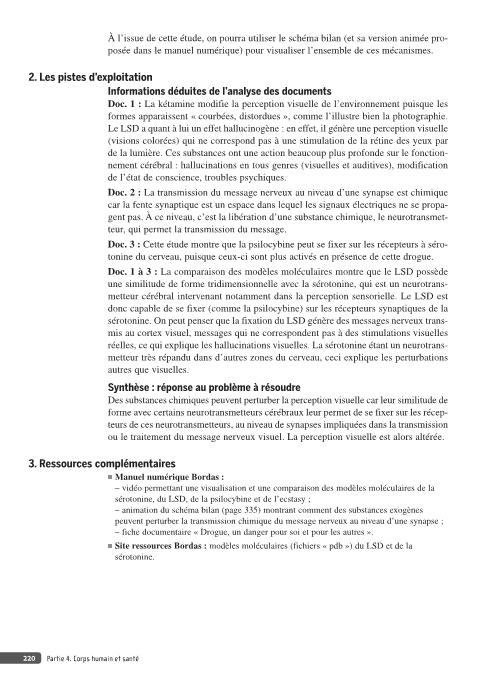 À l'issue de cette étude, on pourra utiliser le schéma bilan (et sa version animée pro-
posée dans le manuel numérique) pour visualiser l'ensemble de ces mécanismes.
2. Les pistes d'exploitation
Informations déduites de l'analyse des documents
Doc. 1 : La kétamine modifie la perception visuelle de l'environnement puisque les
formes apparaissent « courbées, distordues », comme l'illustre bien la photographie.
Le LSD a quant à lui un effet hallucinogène : en effet, il génère une perception visuelle
(visions colorées) qui ne correspond pas à une stimulation de la rétine des yeux par
de la lumière. Ces substances ont une action beaucoup plus profonde sur le fonction-
nement cérébral : hallucinations en tous genres (visuelles et auditives), modification
de l'état de conscience, troubles psychiques.
Doc. 2 : La transmission du message nerveux au niveau d'une synapse est chimique
car la fente synaptique est un espace dans lequel les signaux électriques ne se propa-
gent pas. À ce niveau, c'est la libération d'une substance chimique, le neurotransmet-
teur, qui permet la transmission du message.
Doc. 3 : Cette étude montre que la psilocybine peut se fixer sur les récepteurs à séro-
tonine du cerveau, puisque ceux-ci sont plus activés en présence de cette drogue.
Doc. 1 à 3 : La comparaison des modèles moléculaires montre que le LSD possède
une similitude de forme tridimensionnelle avec la sérotonine, qui est un neurotrans-
metteur cérébral intervenant notamment dans la perception sensorielle. Le LSD est
donc capable de se fixer (comme la psilocybine) sur les récepteurs synaptiques de la
sérotonine. On peut penser que la fixation du LSD génère des messages nerveux trans-
mis au cortex visuel, messages qui ne correspondent pas à des stimulations visuelles
réelles, ce qui explique les hallucinations visuelles. La sérotonine étant un neurotrans-
metteur très répandu dans d'autres zones du cerveau, ceci explique les perturbations
autres que visuelles.
Synthèse : réponse au problème à résoudre
Des substances chimiques peuvent perturber la perception visuelle car leur similitude de
forme avec certains neurotransmetteurs cérébraux leur permet de se fixer sur les récep-
teurs de ces neurotransmetteurs, au niveau de synapses impliquées dans la transmission
ou le traitement du message nerveux visuel. La perception visuelle est alors altérée.
3. Ressources complémentaires
■ Manuel numérique Bordas :
– vidéo permettant une visualisation et une comparaison des modèles moléculaires de la
sérotonine, du LSD, de la psilocybine et de l'ecstasy ;
– animation du schéma bilan (page 335) montrant comment des substances exogènes
peuvent perturber la transmission chimique du message nerveux au niveau d'une synapse ;
– fiche documentaire « Drogue, un danger pour soi et pour les autres ».
■ Site ressources Bordas : modèles moléculaires (fichiers « pdb ») du LSD et de la
sérotonine.
220 Partie 4. Corps humain et santé